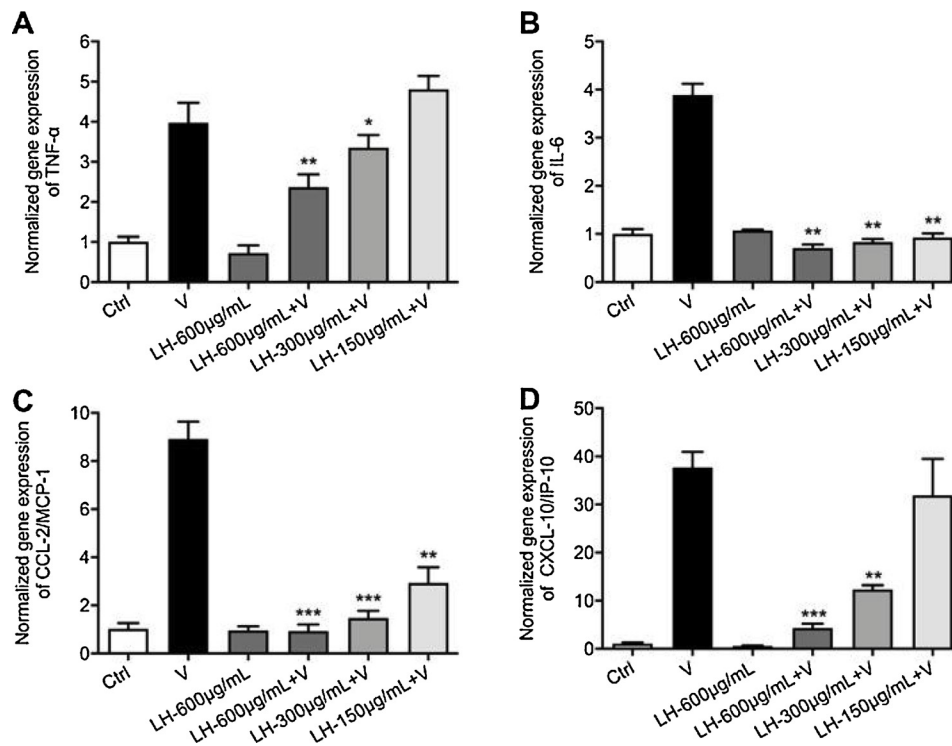 A
Normalized gene expression
of TNF-α
6
5
4
3
2
1
0
**
*
Ctrl
V
LH-600µg/mL
LH-600µg/mL+V
LH-300µg/mL+V
LH-150µg/mL+V
B
Normalized gene expression
of IL-6
5
4
3
2
1
0
**
**
**
Ctrl
V
LH-600µg/mL
LH-600µg/mL+V
LH-300µg/mL+V
LH-150µg/mL+V
C
Normalized gene expression
of CCL-2/MCP-1
10
8
6
4
2
0
***
***
**
Ctrl
V
LH-600µg/mL
LH-600µg/mL+V
LH-300µg/mL+V
LH-150µg/mL+V
D
Normalized gene expression
of CXCL-10/IP-10
50
40
30
20
10
0
***
**
Ctrl
V
LH-600µg/mL
LH-600µg/mL+V
LH-300µg/mL+V
LH-150µg/mL+V